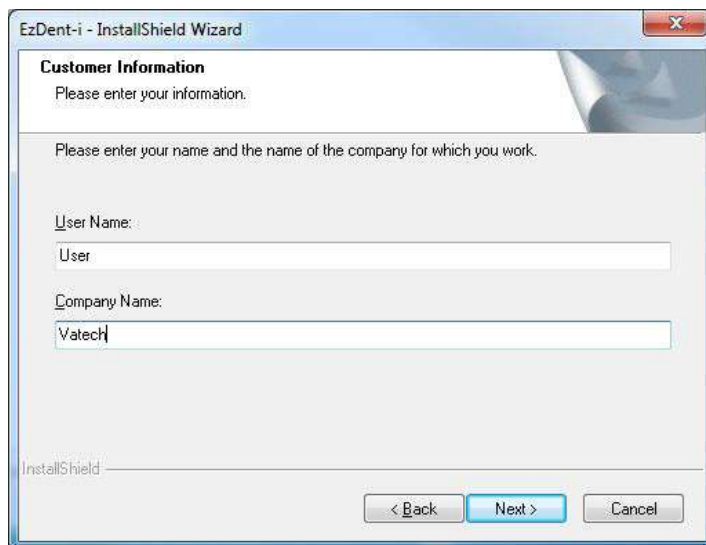 EzDent-i - InstallShield Wizard
Customer Information
Please enter your information.
Please enter your name and the name of the company for which you work.
User Name:
User
Company Name:
Vatech
InstallShield
< Back Next > Cancel